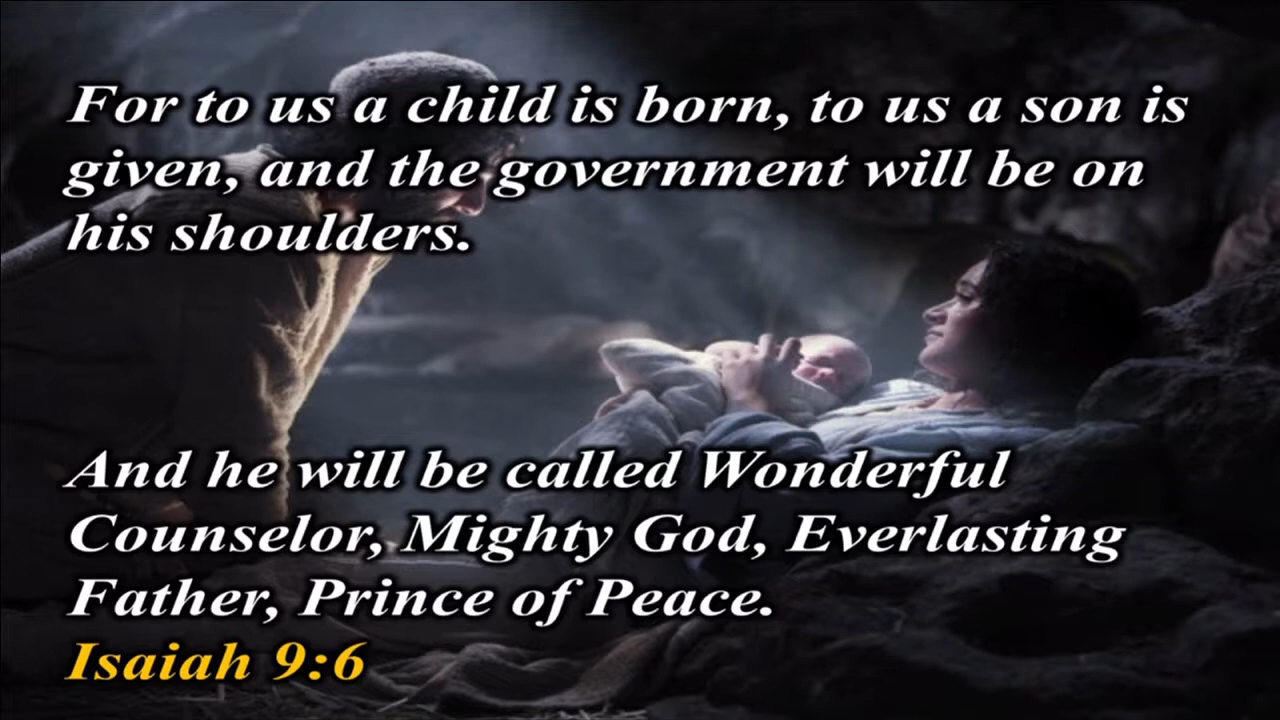 For to us a child is born, to us a son is
given, and the government will be on
his shoulders.
And he will be called Wonderful
Counselor, Mighty God, Everlasting
Father, Prince of Peace.
Isaiah 9:6